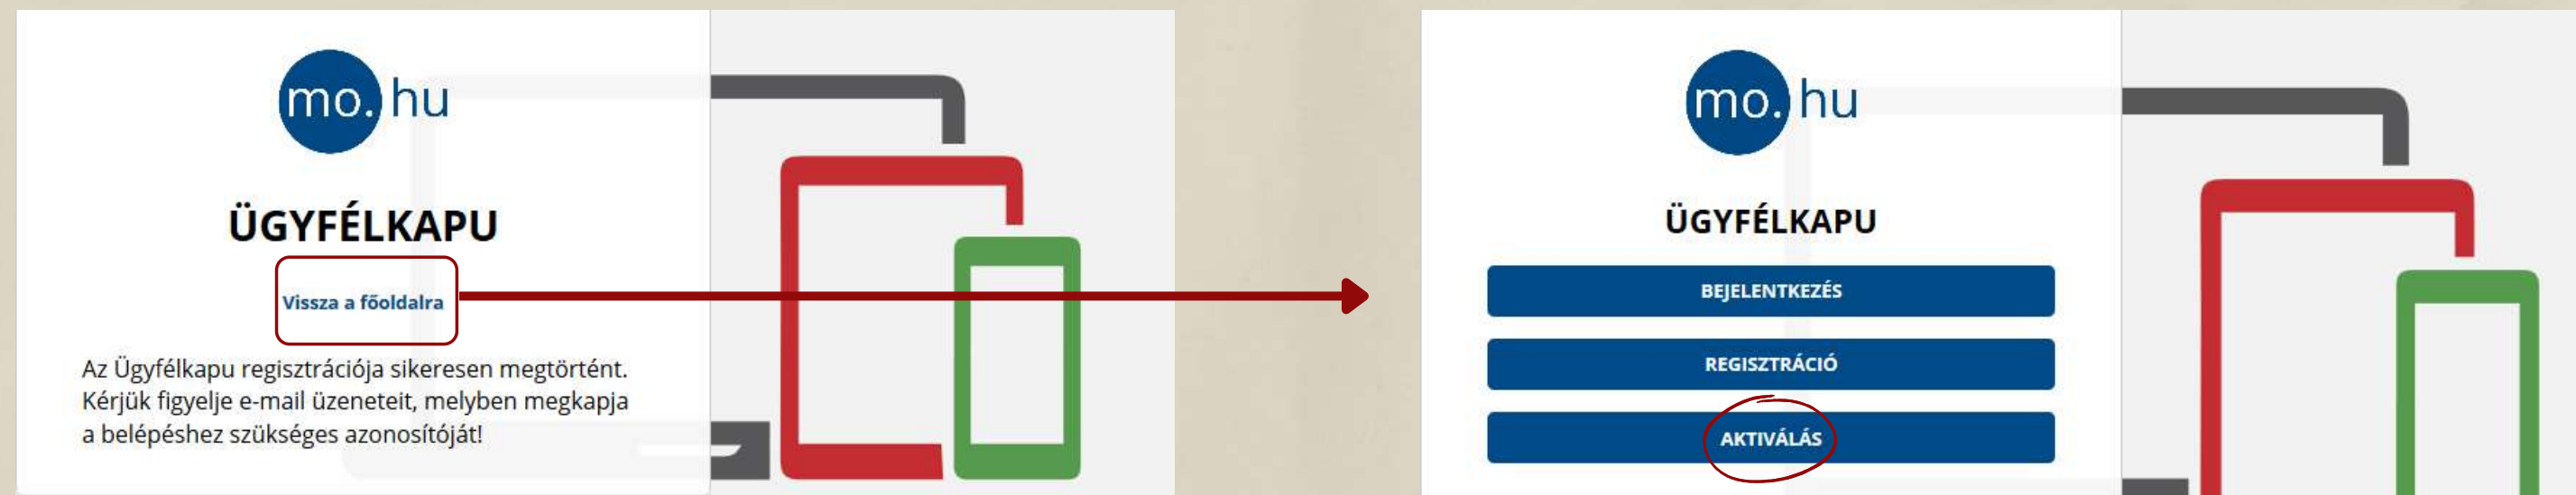 mo.hu
ÜGYFÉLKAPU
Vissza a főoldalra
Az Ügyfélkapu regisztrációja sikeresen megtörtént.
Kérjük figyelje e-mail üzeneteit, melyben megkapja
a belépéshez szükséges azonosítóját!
mo.hu
ÜGYFÉLKAPU
BEJELENTKEZÉS
REGISZTRÁCIÓ
AKTIVÁLÁS